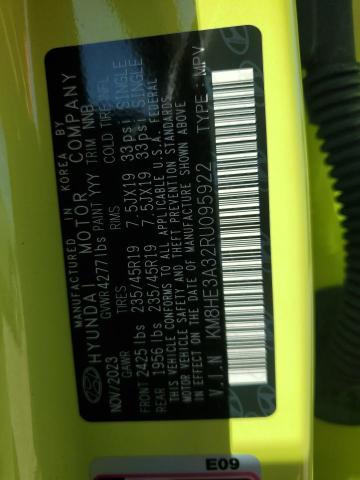 MANUFACTURED IN KOREA BY
HYUNDAI MOTOR COMPANY
NOV/2023 GVWR4277lbs PAINT YYY TRIM NNB
GAWR TIRES RIMS COLD TIRE INFL
FRONT 2425 lbs 235/45R19 7.5JX19 33psi SINGLE
REAR 1956 lbs 235/45R19 7.5JX19 33psi SINGLE
THIS VEHICLE CONFORMS TO ALL APPLICABLE U.S.A. FEDERAL
MOTOR VEHICLE SAFETY AND THEFT PREVENTION STANDARDS
IN EFFECT ON THE DATE OF MANUFACTURE SHOWN ABOVE.
V.I.N KM8HE3A32RU095922 TYPE: MPV
E09